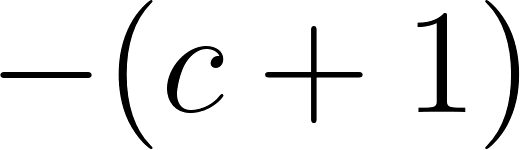 −(c + 1)